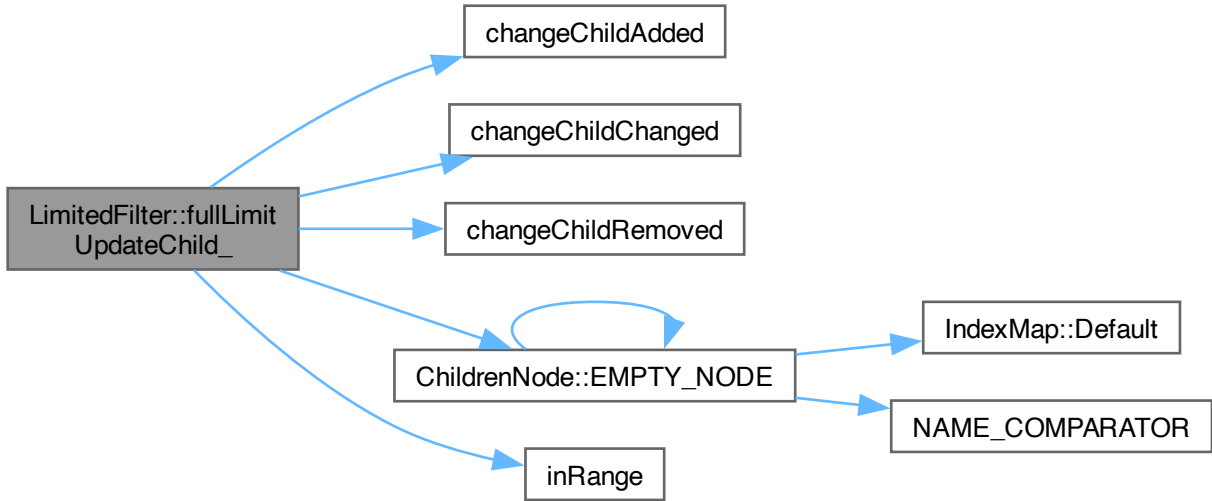 changeChildAdded
changeChildChanged
LimitedFilter::fullLimit
UpdateChild_
changeChildRemoved
IndexMap::Default
ChildrenNode::EMPTY_NODE
NAME_COMPARATOR
inRange